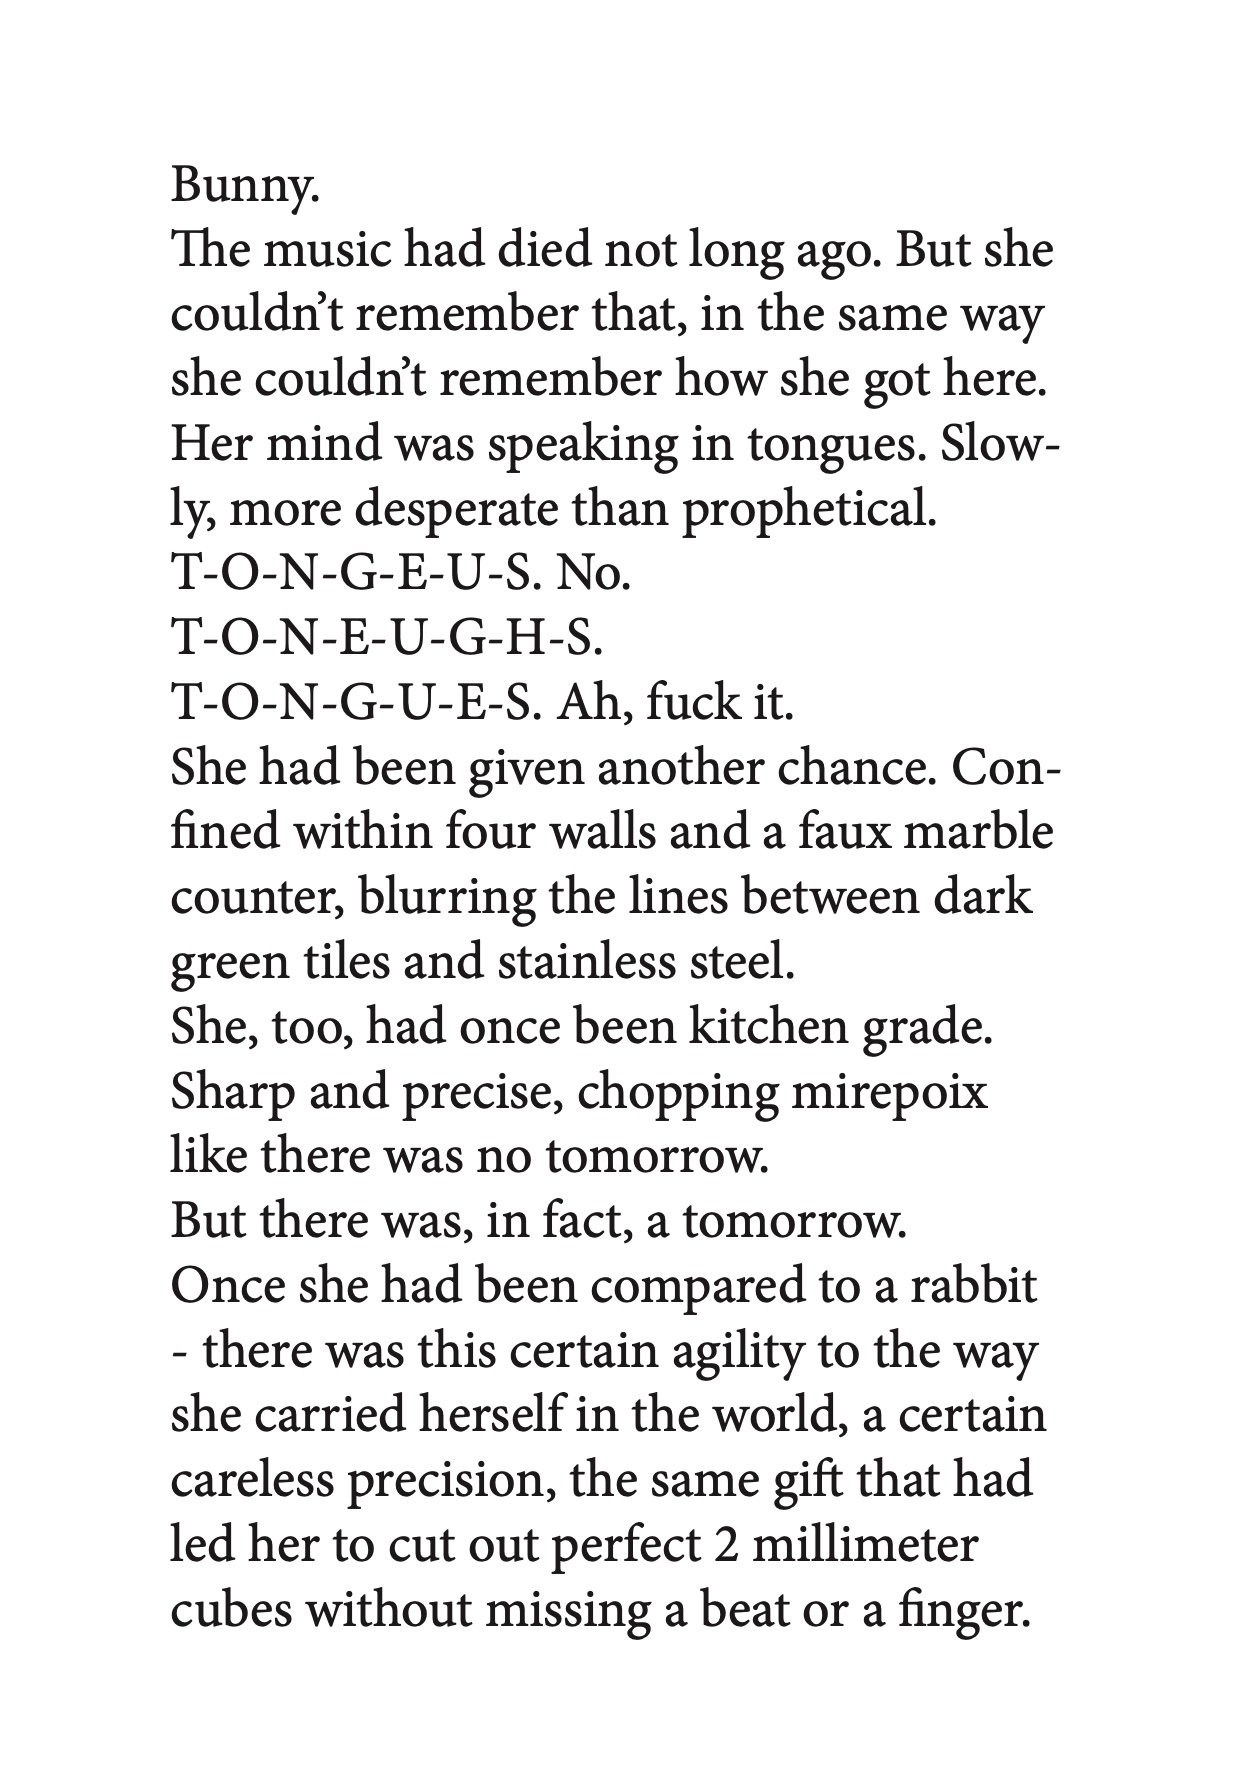 Bunny.
The music had died not long ago. But she
couldn’t remember that, in the same way
she couldn’t remember how she got here.
Her mind was speaking in tongues. Slow-
ly, more desperate than prophetical.
T-O-N-G-E-U-S. No.
T-O-N-E-U-G-H-S.
T-O-N-G-U-E-S. Ah, fuck it.
She had been given another chance. Con-
fined within four walls and a faux marble
counter, blurring the lines between dark
green tiles and stainless steel.
She, too, had once been kitchen grade.
Sharp and precise, chopping mirepoix
like there was no tomorrow.
But there was, in fact, a tomorrow.
Once she had been compared to a rabbit
- there was this certain agility to the way
she carried herself in the world, a certain
careless precision, the same gift that had
led her to cut out perfect 2 millimeter
cubes without missing a beat or a finger.